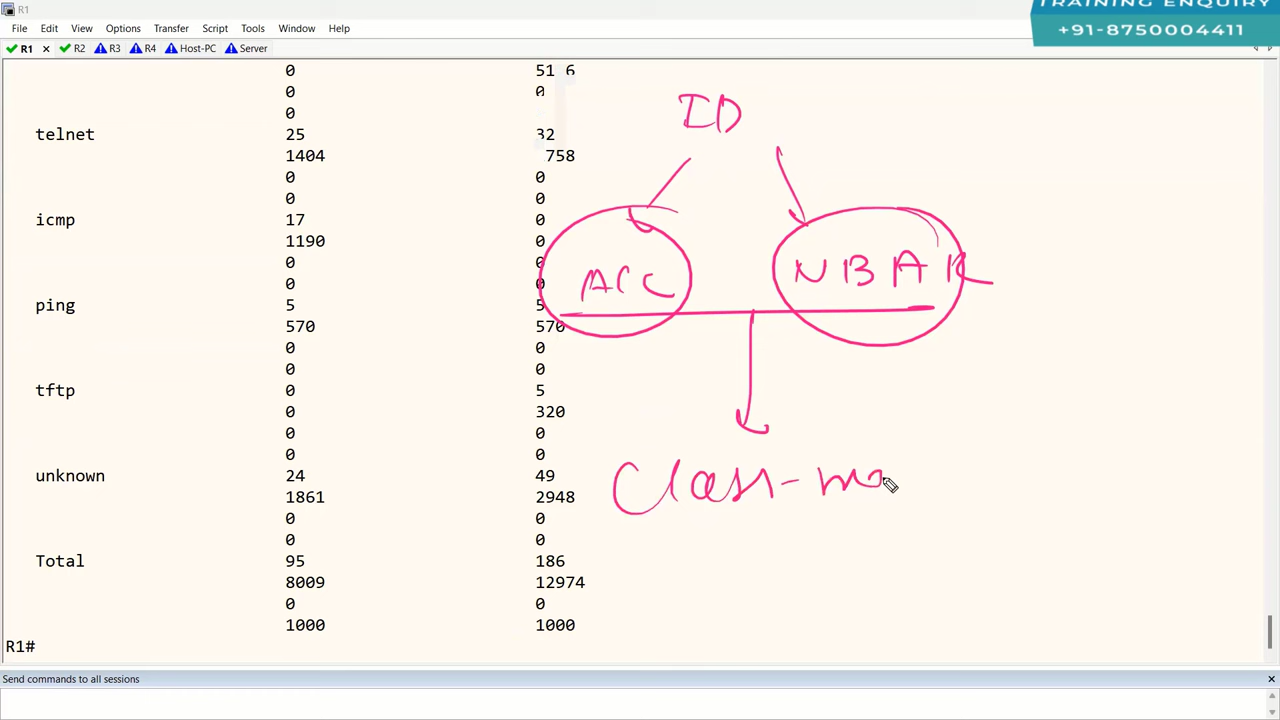 R1
TRAINING ENQUIRY
+91-8750004411
File Edit View Options Transfer Script Tools Window Help
R1 × R2 R3 R4 Host-PC Server
0 51 6
0 0
0
telnet 25 32
1404 758
0 0
0 0
icmp 17 0
1190 0
0 0
0 0
ping 5 5
570 570
0 0
0 0
tftp 0 5
0 320
0 0
0 0
unknown 24 49
1861 2948
0 0
0 0
Total 95 186
8009 12974
0 0
1000 1000
R1#
ID
NBAR
Class-ma
Send commands to all sessions